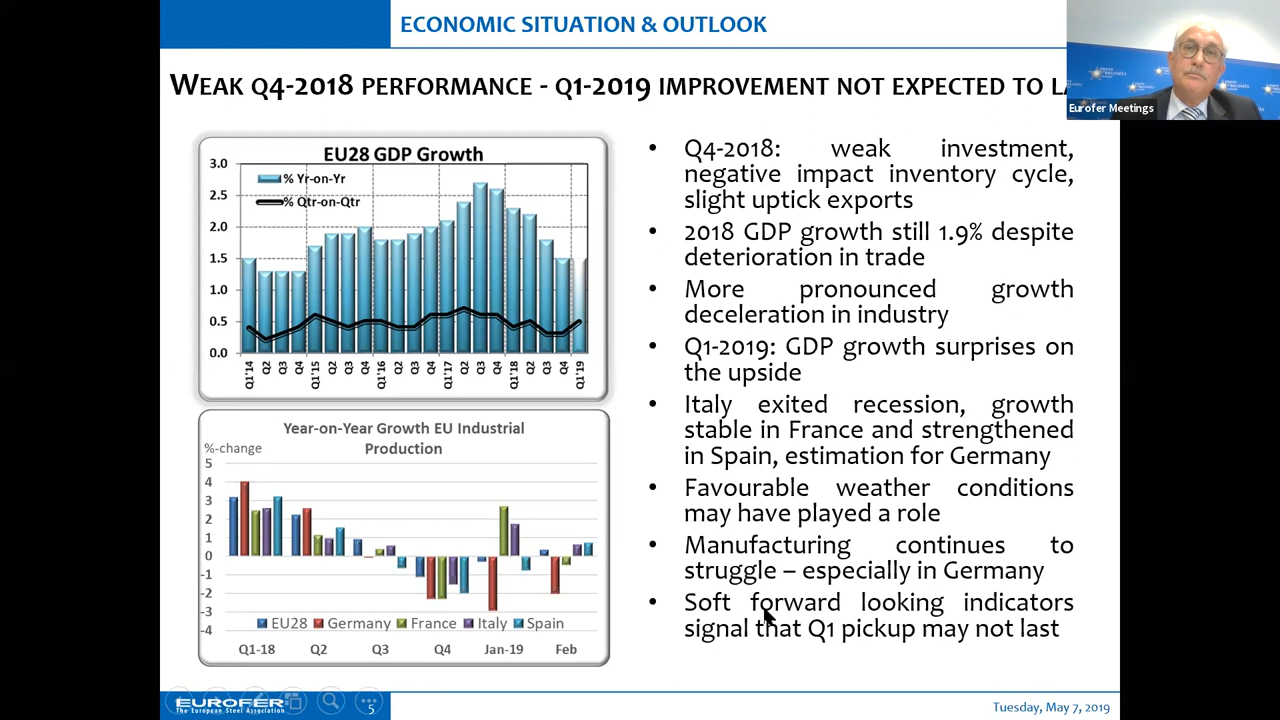 ECONOMIC SITUATION & OUTLOOK
WEAK Q4-2018 PERFORMANCE - Q1-2019 IMPROVEMENT NOT EXPECTED TO
Eurofer Meetings
EU28 GDP Growth
% Yr-on-Yr
% Qtr-on-Qtr
3.0
2.5
2.0
1.5
1.0
0.5
0.0
Q1'14 Q2 Q3 Q4 Q1'15 Q2 Q3 Q4 Q1'16 Q2 Q3 Q4 Q1'17 Q2 Q3 Q4 Q1'18 Q2 Q3 Q4 Q1'19
Year-on-Year Growth EU Industrial
Production
%-change
5
4
3
2
1
0
-1
-2
-3
-4
EU28 Germany France Italy Spain
Q1-18 Q2 Q3 Q4 Jan-19 Feb
• Q4-2018: weak investment,
negative impact inventory cycle,
slight uptick exports
• 2018 GDP growth still 1.9% despite
deterioration in trade
• More pronounced growth
deceleration in industry
• Q1-2019: GDP growth surprises on
the upside
• Italy exited recession, growth
stable in France and strengthened
in Spain, estimation for Germany
• Favourable weather conditions
may have played a role
• Manufacturing continues to
struggle – especially in Germany
• Soft forward looking indicators
signal that Q1 pickup may not last
EUROFER
The European Steel Association
5
Tuesday, May 7, 2019